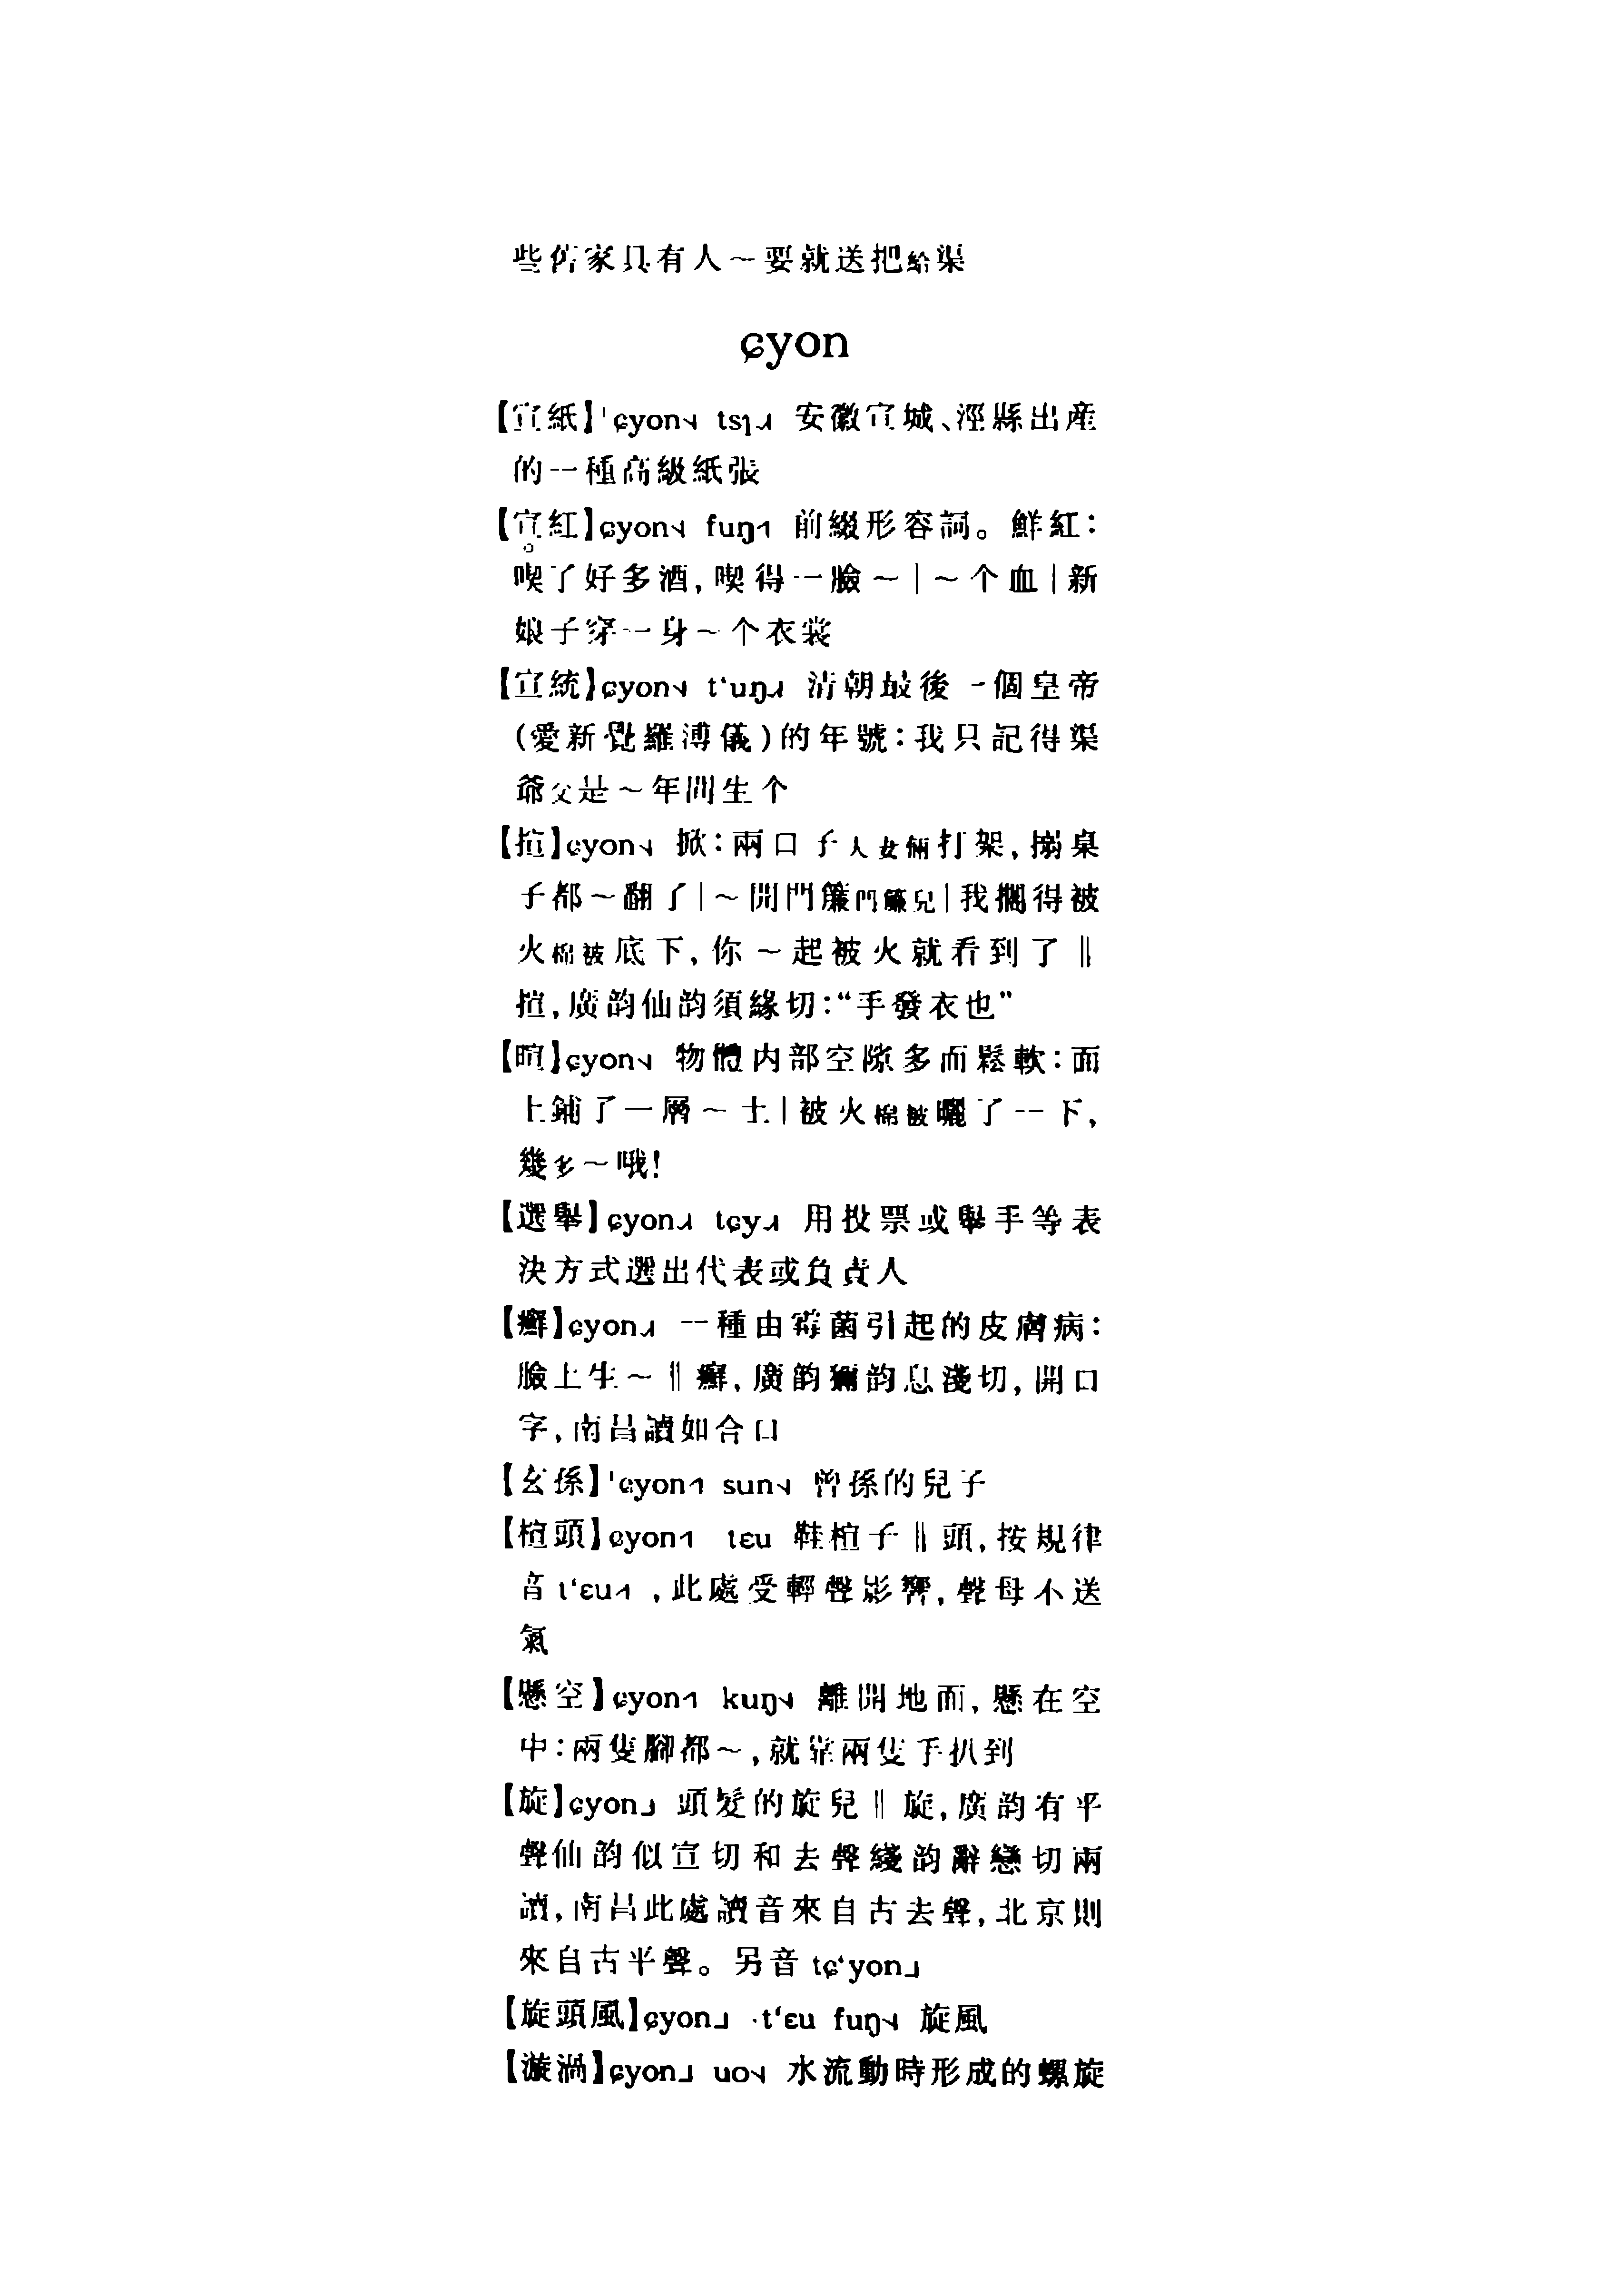 些舊家具有人～要就送把給渠
ɕyon
【宣紙】'ɕyon˧˨ tsɿ˨˩˧ 安徽宣城、涇縣出産
的一種高級紙張
【宣紅】ɕyon˧˨ fuŋ˧˥ 前綴形容詞。鮮紅：
喫了好多酒，喫得一臉～|～个血|新
娘子穿一身～个衣裳
【宣統】ɕyon˧˨ t‘uŋ˨˩˧ 清朝最後一個皇帝
(愛新覺羅溥儀)的年號：我只記得渠
爺父是～年間生个
【揎】ɕyon˧˨ 掀：兩口子夫妻倆打架，搦桌
子都～翻了|～開門簾門簾兒|我擱得被
火棉被底下，你～起被火就看到了‖
揎，廣韵仙韵須緣切：“手發衣也”
【暄】ɕyon˧˨ 物體内部空隙多而鬆軟：面
上鋪了一層～土|被火棉被曬了一下，
幾多～哦！
【選舉】ɕyon˨˩˧ tɕy˨˩˧ 用投票或舉手等表
決方式選出代表或負責人
【癬】ɕyon˨˩˧ 一種由霉菌引起的皮膚病：
臉上生～‖癬，廣韵獮韵息淺切，開口
字，南昌讀如合口
【玄孫】'ɕyon˧˥ sun˧˨ 曾孫的兒子
【楦頭】ɕyon˧˥ tɛu 鞋楦子‖頭，按規律
音 t‘ɛu˧˥，此處受輕聲影響，聲母不送
氣
【懸空】ɕyon˧˥ kuŋ˧˨ 離開地面，懸在空
中：兩隻腳都～，就靠兩隻手扒到
【旋】ɕyon˩ 頭髮的旋兒‖旋，廣韵有平
聲仙韵似宣切和去聲綫韵辭戀切兩
讀，南昌此處讀音來自古去聲，北京則
來自古平聲。另音 tɕ‘yon˩
【旋頭風】ɕyon˩ ·t‘ɛu fuŋ˧˨ 旋風
【漩渦】ɕyon˩ uo˧˨ 水流動時形成的螺旋